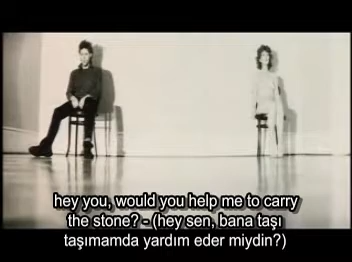 hey you, would you help me to carry
the stone? - (hey sen, bana taşı
taşımamda yardım eder miydin?)